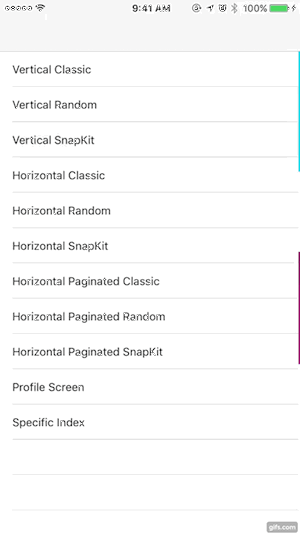 9:41 AM 100%
Vertical Classic
Vertical Random
Vertical SnapKit
Horizontal Classic
Horizontal Random
Horizontal SnapKit
Horizontal Paginated Classic
Horizontal Paginated Random
Horizontal Paginated SnapKit
Profile Screen
Specific Index
gifs.com